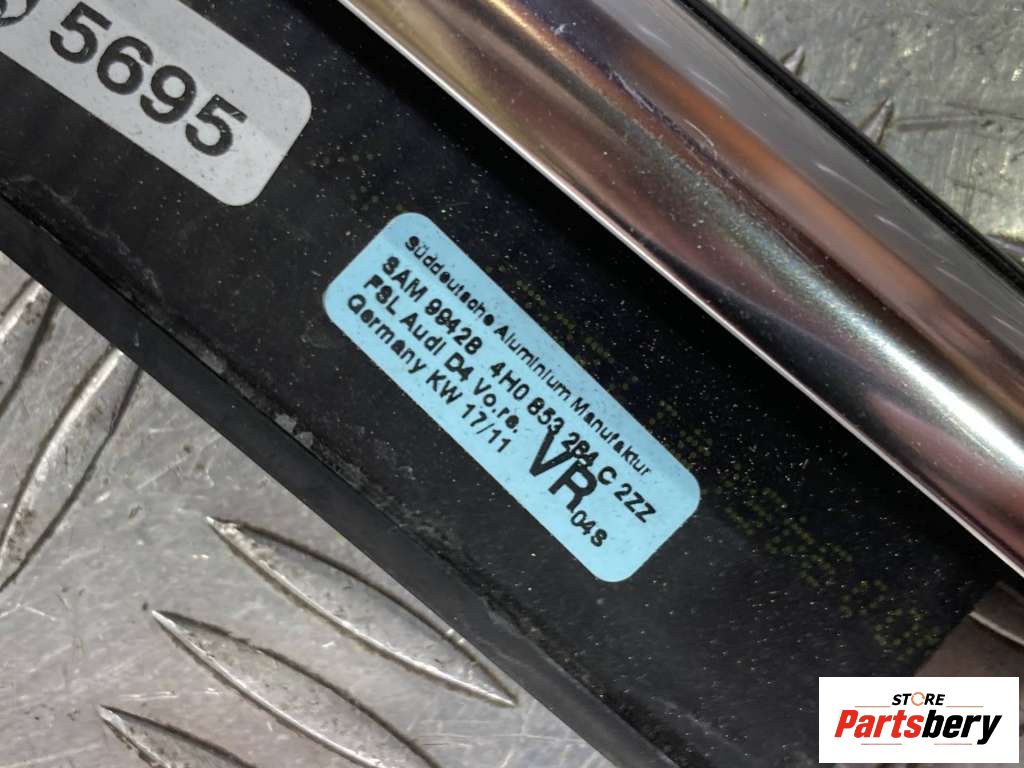 5695
Süddeutsche Aluminium Manufaktur
SAM 99428 4H0 853 284 C 2ZZ
FSL Audi D4 Vo.re.
Germany KW 17/11 VR 04S
STORE
Partsbery